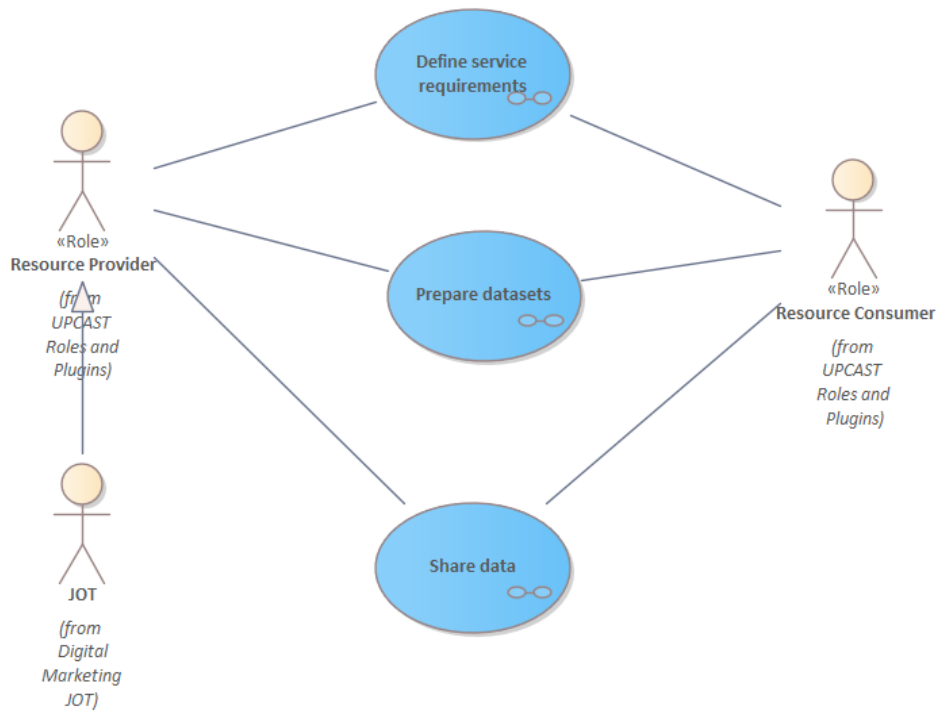 Define service
requirements
«Role»
Resource Provider
(from
UPCAST
Roles and
Plugins)
Prepare datasets
«Role»
Resource Consumer
(from
UPCAST
Roles and
Plugins)
JOT
(from
Digital
Marketing
JOT)
Share data